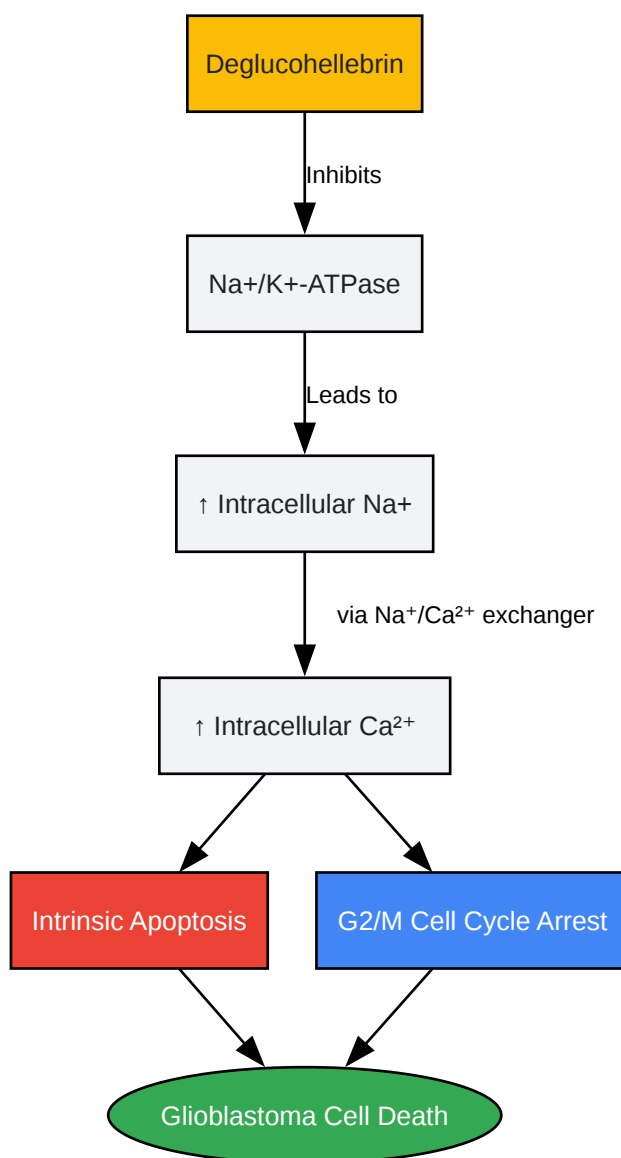 Deglucohellebrin
Inhibits
Na+/K+-ATPase
Leads to
↑ Intracellular Na+
via Na⁺/Ca²⁺ exchanger
↑ Intracellular Ca²⁺
Intrinsic Apoptosis
G2/M Cell Cycle Arrest
Glioblastoma Cell Death